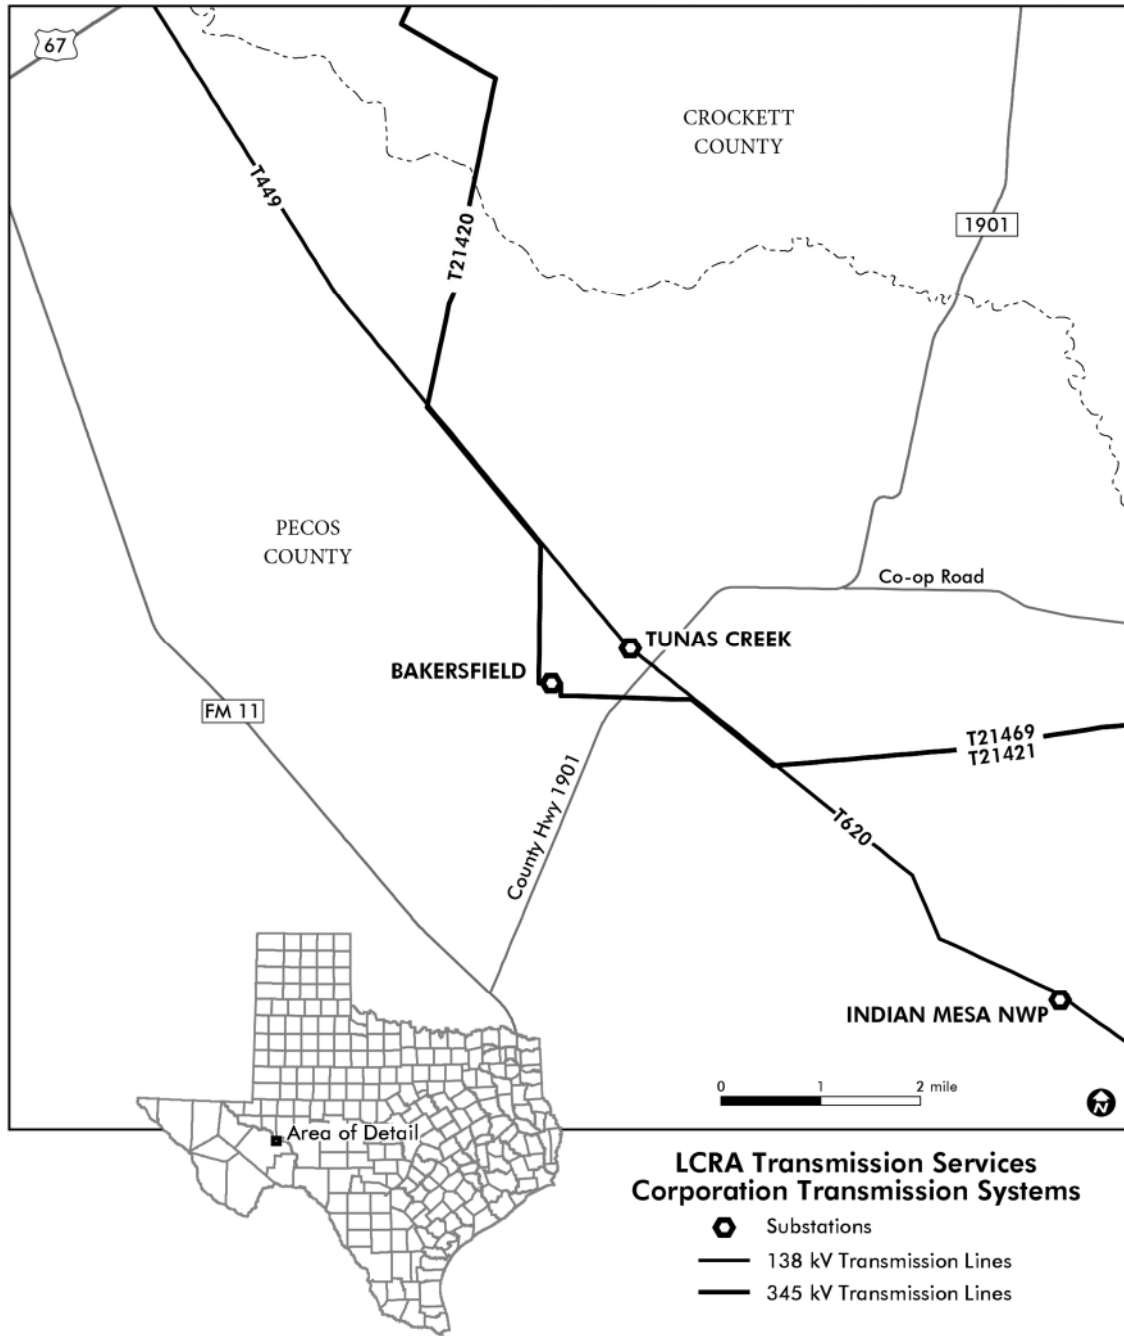 67
CROCKETT
COUNTY
T449
1901
T21420
PECOS
COUNTY
Co-op Road
TUNAS CREEK
BAKERSFIELD
FM 11
T21469
T21421
County Hwy 1901
T620
INDIAN MESA NWP
0 1 2 mile
N
Area of Detail
LCRA Transmission Services
Corporation Transmission Systems
Substations
138 kV Transmission Lines
345 kV Transmission Lines